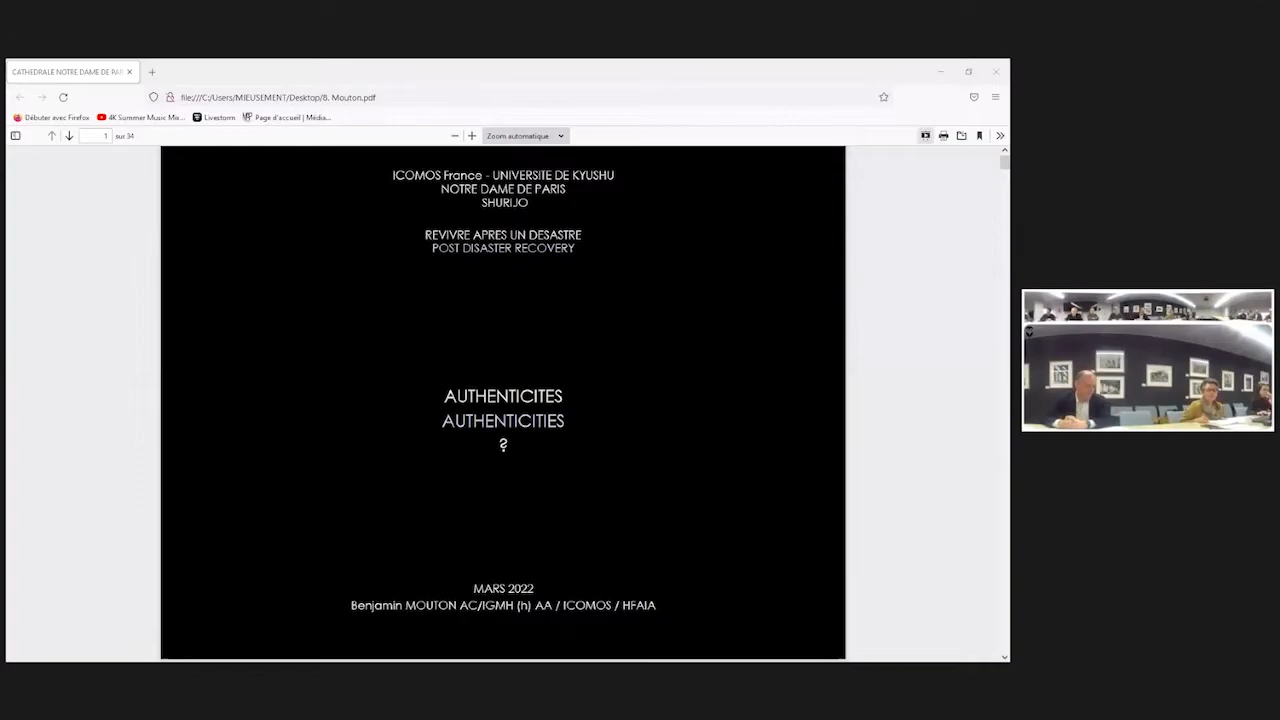 CATHEDRALE NOTRE DAME DE PAR
file:///C:/Users/MIEUSEMENT/Desktop/8. Mouton.pdf
Débuter avec Firefox
4K Summer Music Mix...
Livestorm
Page d'accueil | Média...
1 sur 34
Zoom automatique
ICOMOS France - UNIVERSITE DE KYUSHU
NOTRE DAME DE PARIS
SHURIJO
REVIVRE APRES UN DESASTRE
POST DISASTER RECOVERY
AUTHENTICITES
AUTHENTICITIES
?
MARS 2022
Benjamin MOUTON AC/IGMH (h) AA / ICOMOS / HFAIA